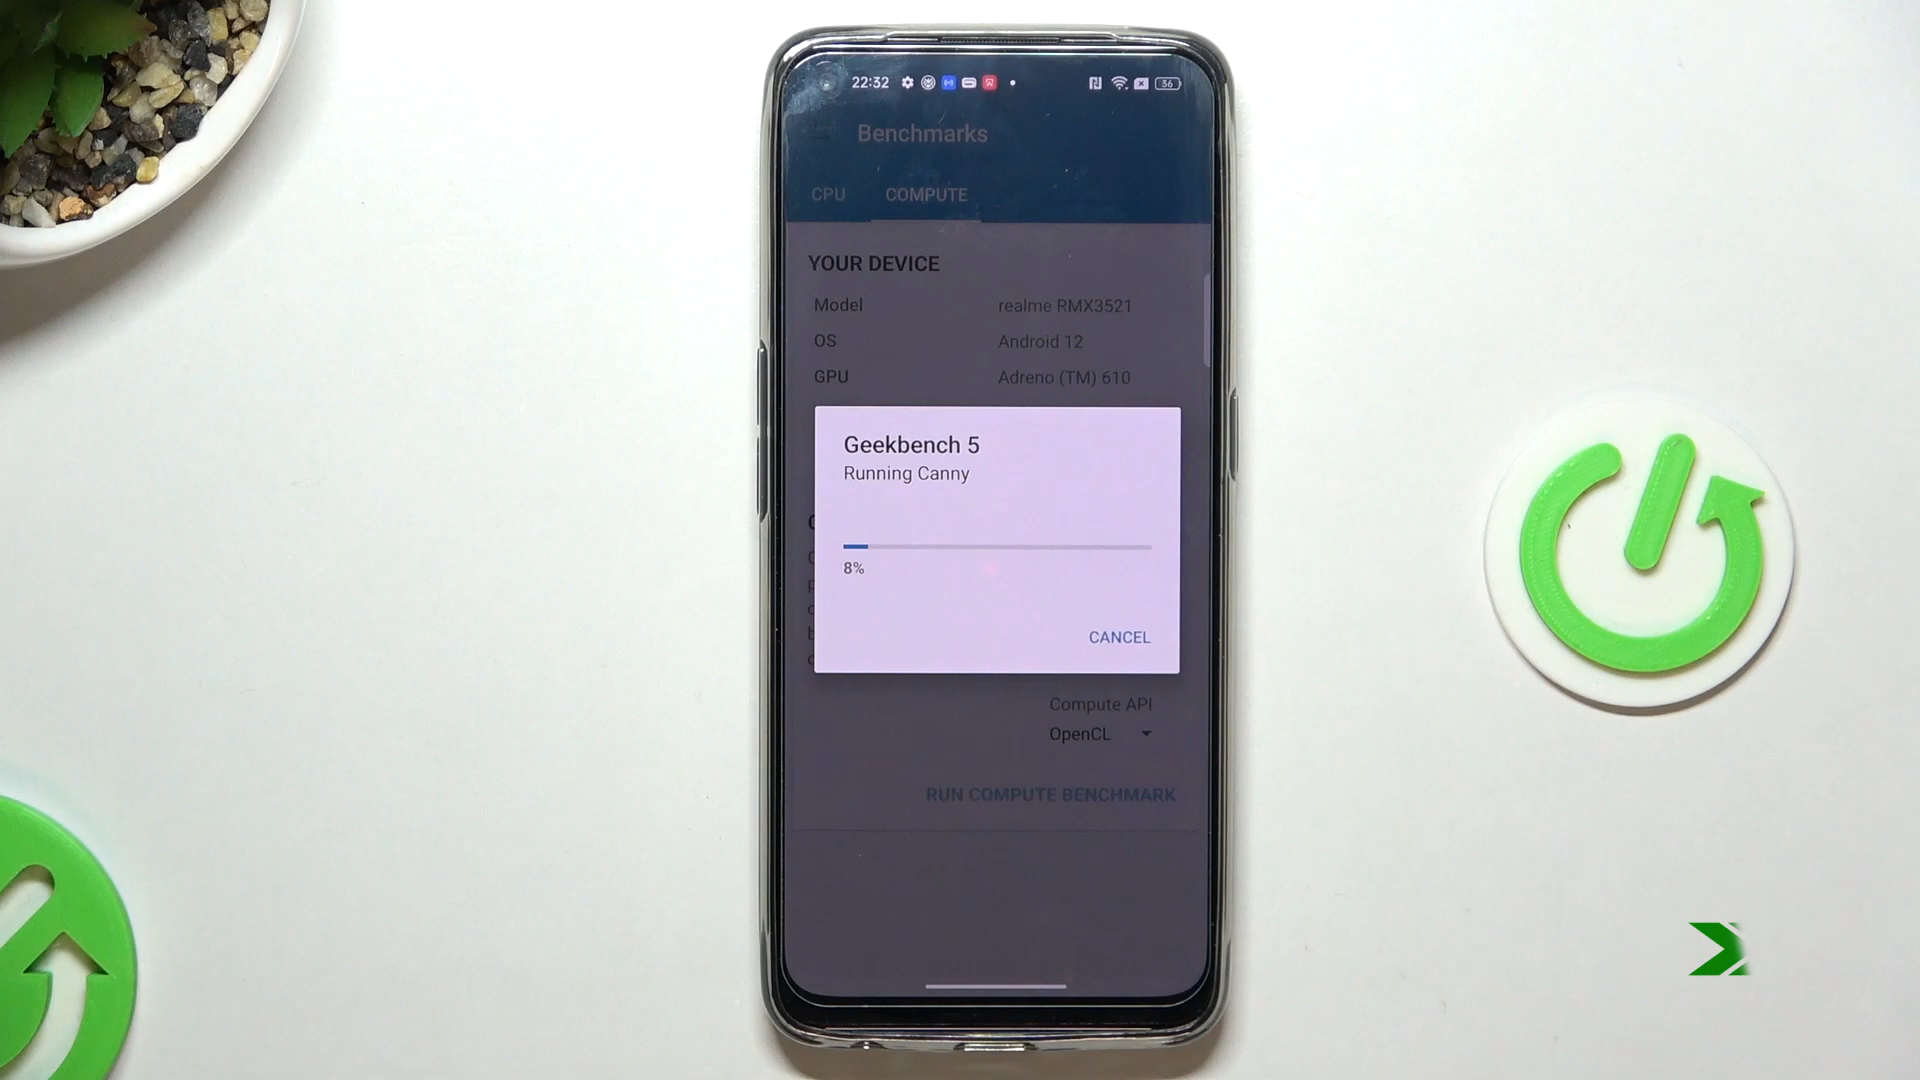 22:32
36
Benchmarks
CPU COMPUTE
YOUR DEVICE
Model realme RMX3521
OS Android 12
GPU Adreno (TM) 610
Geekbench 5
Running Canny
8%
CANCEL
Compute API
OpenCL
RUN COMPUTE BENCHMARK